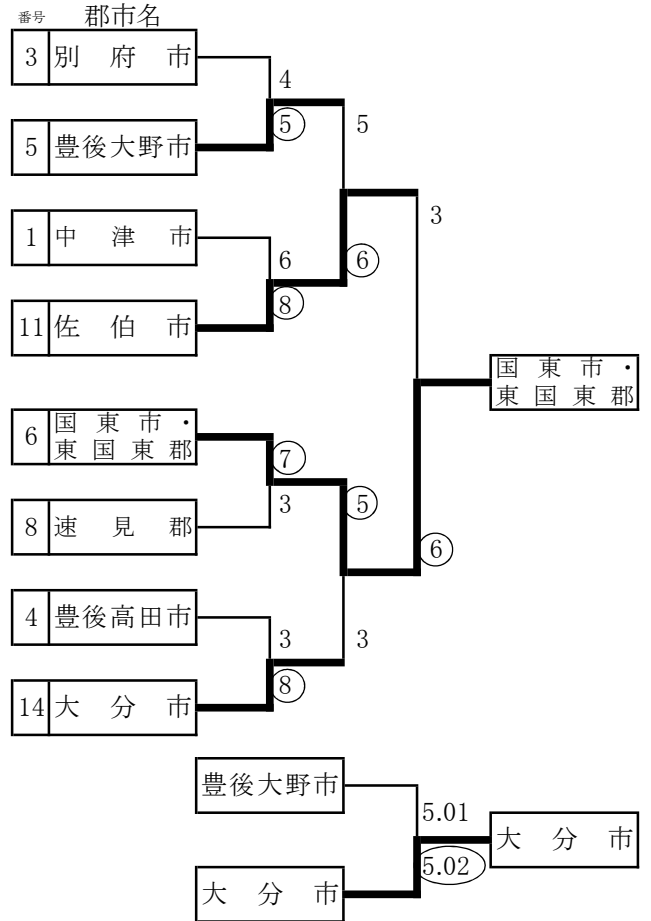 番号 郡市名
3 別府市
4
⑤
5 豊後大野市
5
1 中津市
6
⑧
11 佐伯市
⑥
3
国東市・
東国東郡
6 国東市・
東国東郡
⑦
3
8 速見郡
⑤
⑥
4 豊後高田市
3
⑧
14 大分市
3
豊後大野市
5.01
5.02
大分市
大分市